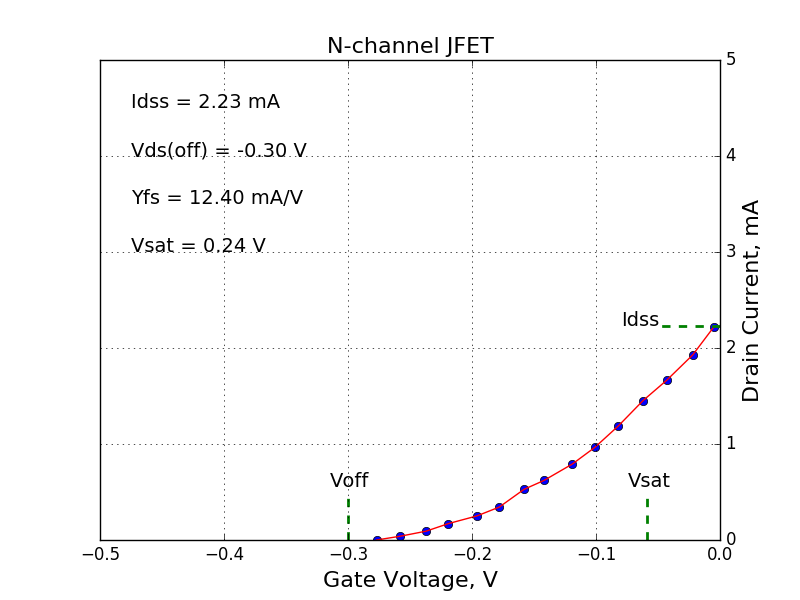 N-channel JFET
Idss = 2.23 mA
Vds(off) = -0.30 V
Yfs = 12.40 mA/V
Vsat = 0.24 V
Idss
Voff
Vsat
5
4
3
2
1
0
Drain Current, mA
−0.5 −0.4 −0.3 −0.2 −0.1 0.0
Gate Voltage, V